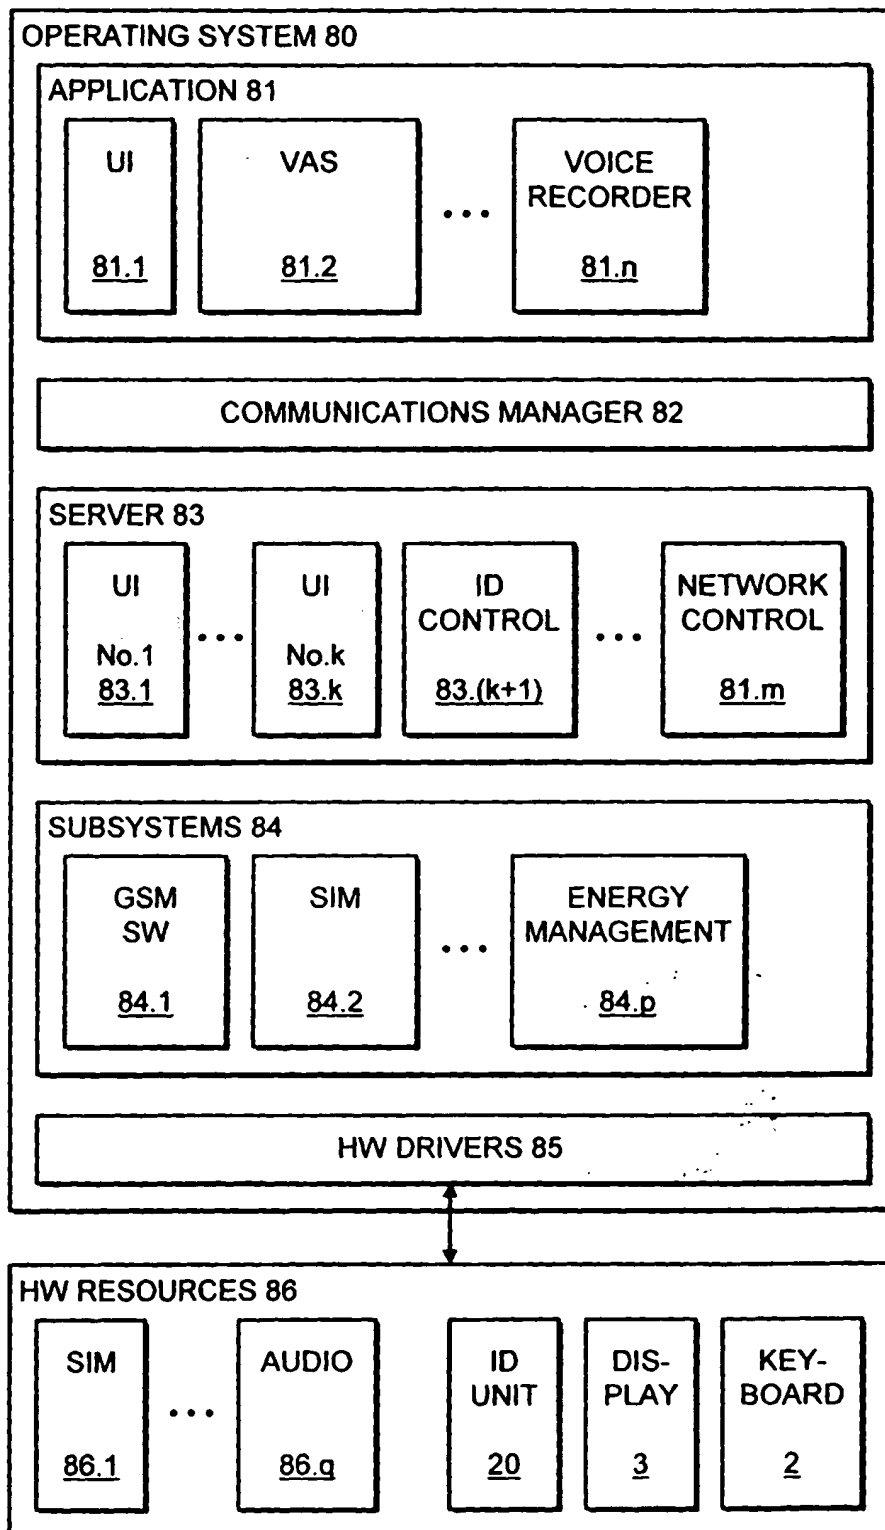 OPERATING SYSTEM 80
APPLICATION 81
UI
81.1
VAS
81.2
...
VOICE
RECORDER
81.n
COMMUNICATIONS MANAGER 82
SERVER 83
UI
No.1
83.1
...
UI
No.k
83.k
ID
CONTROL
83.(k+1)
...
NETWORK
CONTROL
81.m
SUBSYSTEMS 84
GSM
SW
84.1
SIM
84.2
...
ENERGY
MANAGEMENT
84.p
HW DRIVERS 85
HW RESOURCES 86
SIM
86.1
...
AUDIO
86.q
ID
UNIT
20
DIS-
PLAY
3
KEY-
BOARD
2